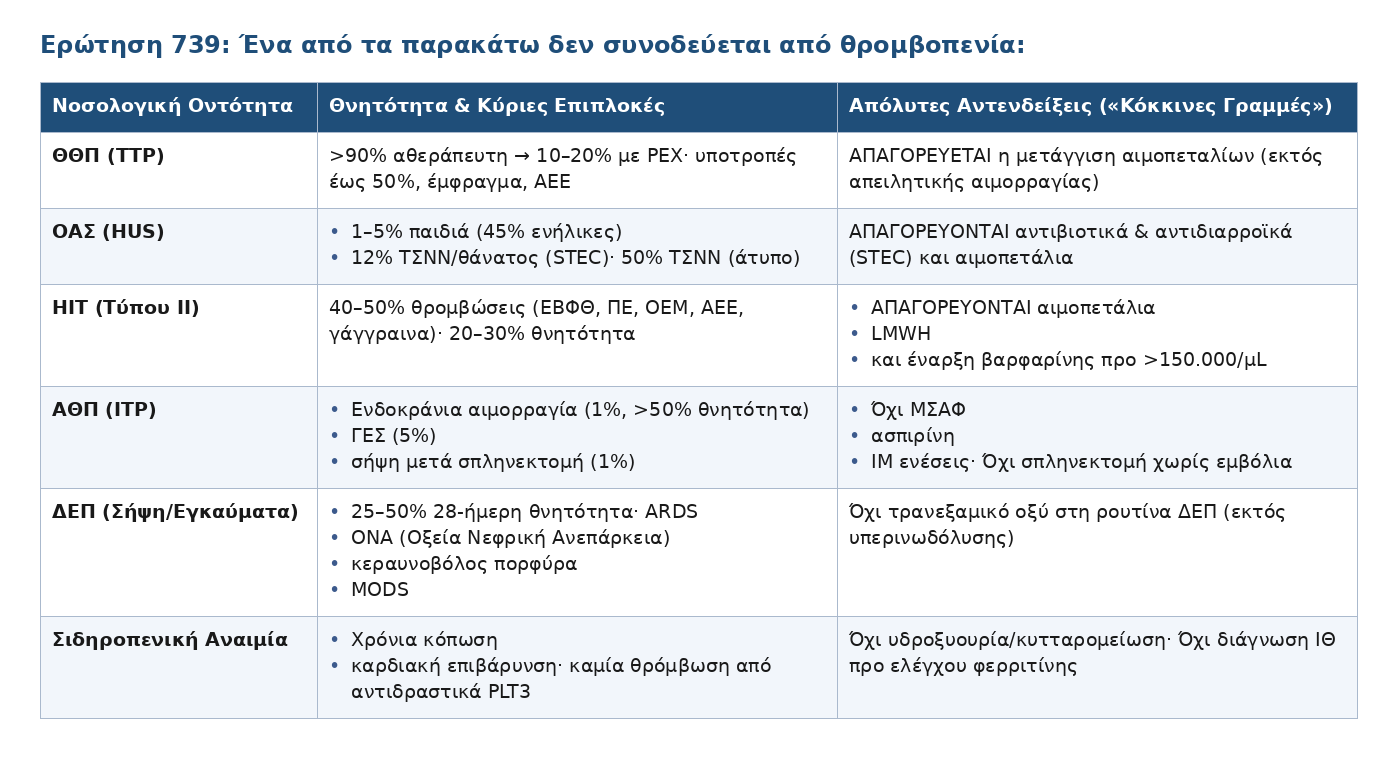 Ερώτηση 739: Ένα από τα παρακάτω δεν συνοδεύεται από θρομβοπενία:
Νοσολογική Οντότητα
Θνητότητα & Κύριες Επιπλοκές
Απόλυτες Αντενδείξεις («Κόκκινες Γραμμές»)
ΘΘΠ (TTP)
>90% αθεράπευτη → 10–20% με PEX· υποτροπές
έως 50%, έμφραγμα, ΑΕΕ
ΑΠΑΓΟΡΕΥΕΤΑΙ η μετάγγιση αιμοπεταλίων (εκτός
απειλητικής αιμορραγίας)
ΟΑΣ (HUS)
• 1–5% παιδιά (45% ενήλικες)
• 12% ΤΣΝΝ/θάνατος (STEC)· 50% ΤΣΝΝ (άτυπο)
ΑΠΑΓΟΡΕΥΟΝΤΑΙ αντιβιοτικά & αντιδιαρροϊκά
(STEC) και αιμοπετάλια
HIT (Τύπου II)
40–50% θρομβώσεις (ΕΒΦΘ, ΠΕ, ΟΕΜ, ΑΕΕ,
γάγγραινα)· 20–30% θνητότητα
• ΑΠΑΓΟΡΕΥΟΝΤΑΙ αιμοπετάλια
• LMWH
• και έναρξη βαρφαρίνης προ >150.000/μL
ΑΘΠ (ITP)
• Ενδοκράνια αιμορραγία (1%, >50% θνητότητα)
• ΓΕΣ (5%)
• σήψη μετά σπληνεκτομή (1%)
• Όχι ΜΣΑΦ
• ασπιρίνη
• IM ενέσεις· Όχι σπληνεκτομή χωρίς εμβόλια
ΔΕΠ (Σήψη/Εγκαύματα)
• 25–50% 28-ήμερη θνητότητα· ARDS
• ΟΝΑ (Οξεία Νεφρική Ανεπάρκεια)
• κεραυνοβόλος πορφύρα
• MODS
Όχι τρανεξαμικό οξύ στη ρουτίνα ΔΕΠ (εκτός
υπερινωδόλυσης)
Σιδηροπενική Αναιμία
• Χρόνια κόπωση
• καρδιακή επιβάρυνση· καμία θρόμβωση από
αντιδραστικά PLT3
Όχι υδροξυουρία/κυτταρομείωση· Όχι διάγνωση ΙΘ
προ ελέγχου φερριτίνης